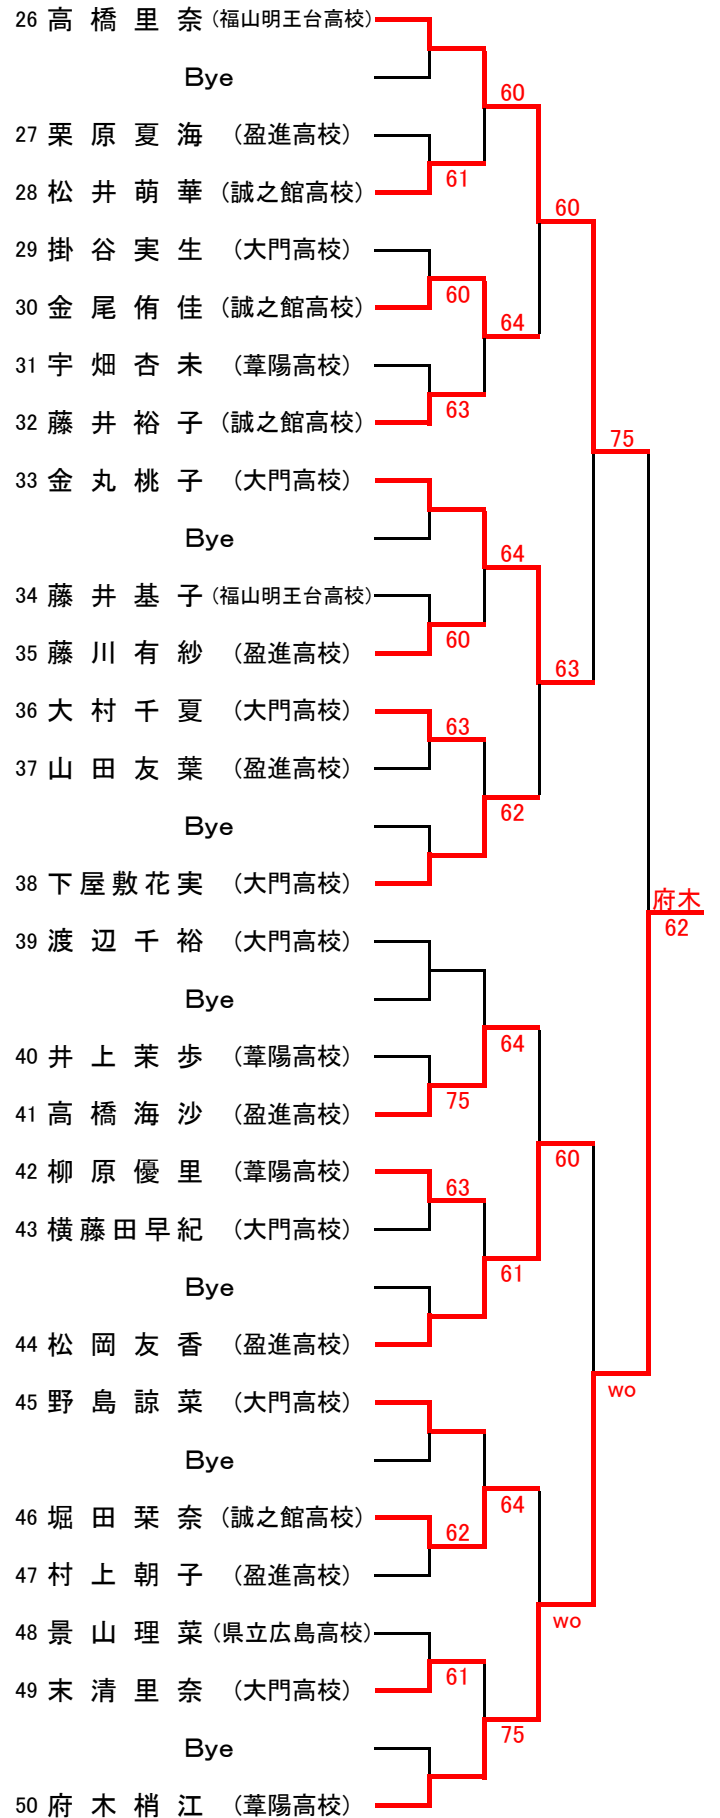 26 高橋里奈 (福山明王台高校)
Bye
60
27 栗原夏海 (盈進高校)
61
28 松井萌華 (誠之館高校)
60
29 掛谷実生 (大門高校)
60
30 金尾侑佳 (誠之館高校)
64
31 宇畑杏未 (葦陽高校)
63
32 藤井裕子 (誠之館高校)
75
33 金丸桃子 (大門高校)
Bye
64
34 藤井基子 (福山明王台高校)
60
35 藤川有紗 (盈進高校)
63
36 大村千夏 (大門高校)
63
37 山田友葉 (盈進高校)
62
Bye
38 下屋敷花実 (大門高校)
府木
62
39 渡辺千裕 (大門高校)
Bye
64
40 井上茉歩 (葦陽高校)
75
41 高橋海沙 (盈進高校)
60
42 柳原優里 (葦陽高校)
63
43 横藤田早紀 (大門高校)
61
Bye
44 松岡友香 (盈進高校)
wo
45 野島諒菜 (大門高校)
Bye
64
46 堀田栞奈 (誠之館高校)
62
47 村上朝子 (盈進高校)
wo
48 景山理菜 (県立広島高校)
61
49 末清里奈 (大門高校)
75
Bye
50 府木梢江 (葦陽高校)